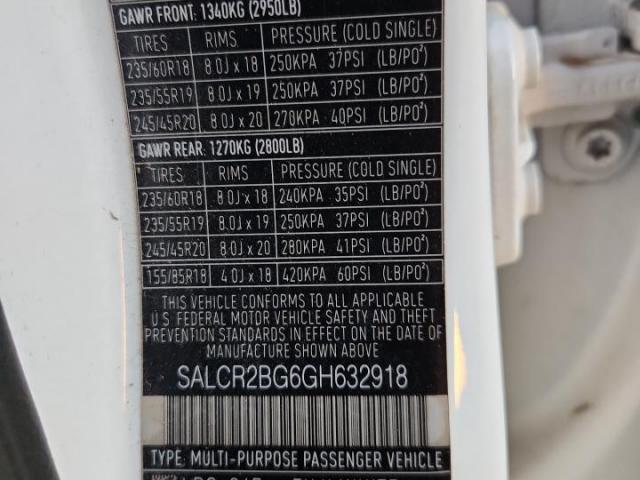 GAWR FRONT: 1340KG (2950LB)
TIRES RIMS PRESSURE (COLD SINGLE)
235/60R18 8.0J x 18 250KPA 37PSI (LB/PO²)
235/55R19 8.0J x 19 250KPA 37PSI (LB/PO²)
245/45R20 8.0J x 20 270KPA 40PSI (LB/PO²)
GAWR REAR: 1270KG (2800LB)
TIRES RIMS PRESSURE (COLD SINGLE)
235/60R18 8.0J x 18 240KPA 35PSI (LB/PO²)
235/55R19 8.0J x 19 250KPA 37PSI (LB/PO²)
245/45R20 8.0J x 20 280KPA 41PSI (LB/PO²)
155/85R18 4.0J x 18 420KPA 60PSI (LB/PO²)
THIS VEHICLE CONFORMS TO ALL APPLICABLE
U.S. FEDERAL MOTOR VEHICLE SAFETY AND THEFT
PREVENTION STANDARDS IN EFFECT ON THE DATE OF
MANUFACTURE SHOWN ABOVE.
SALCR2BG6GH632918
TYPE: MULTI-PURPOSE PASSENGER VEHICLE